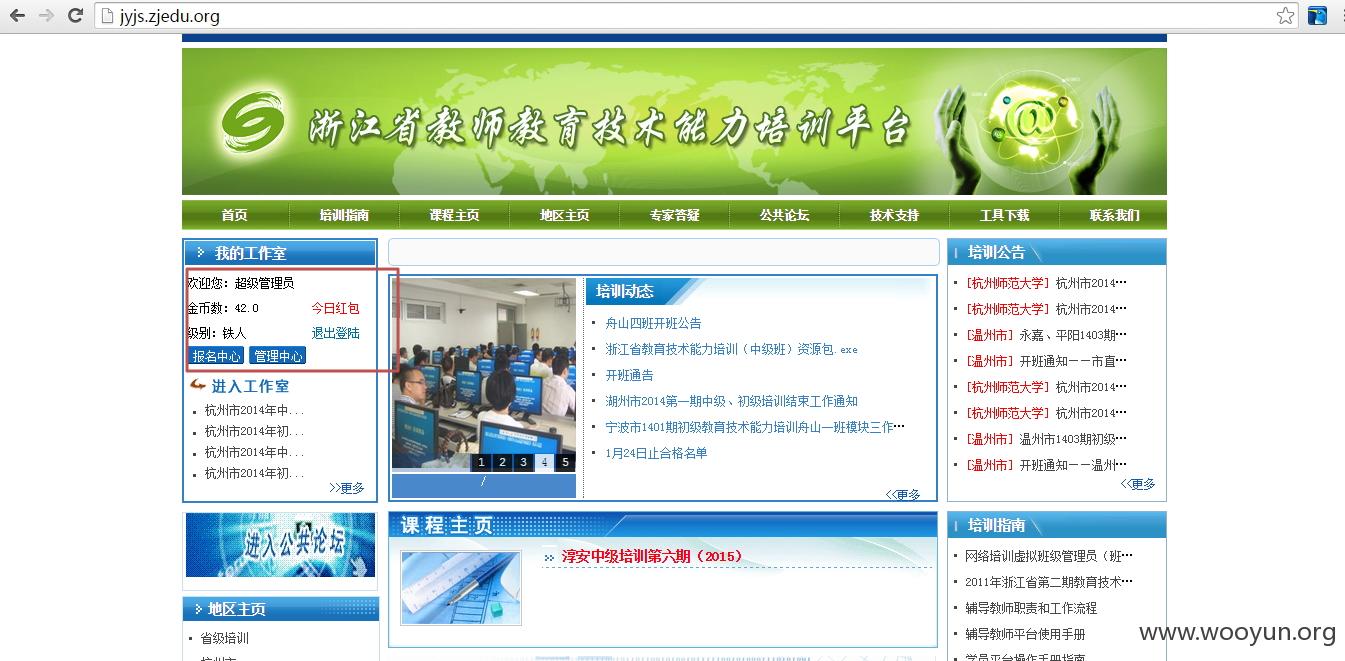 jyjs.zjedu.org
浙江省教师教育技术能力培训平台
首页 培训指南 课程主页 地区主页 专家答疑 公共论坛 技术支持 工具下载 联系我们
我的工作室
欢迎您：超级管理员
金币数：42.0 今日红包
级别：铁人 退出登陆
报名中心 管理中心
进入工作室
杭州市2014年中...
杭州市2014年初...
杭州市2014年中...
杭州市2014年初...
>>更多
进入公共论坛
地区主页
省级培训
杭州市
1 2 3 4 5
/
培训动态
舟山四班开班公告
浙江省教育技术能力培训（中级班）资源包.exe
开班通告
湖州市2014第一期中级、初级培训结束工作通知
宁波市1401期初级教育技术能力培训舟山一班模块三作…
1月24日止合格名单
<<更多
课程主页
淳安中级培训第六期（2015）
培训公告
[杭州师范大学] 杭州市2014…
[杭州师范大学] 杭州市2014…
[温州市] 永嘉、平阳1403期…
[温州市] 开班通知——市直…
[杭州师范大学] 杭州市2014…
[杭州师范大学] 杭州市2014…
[温州市] 温州市1403期初级…
[温州市] 开班通知——温州…
<<更多
培训指南
网络培训虚拟班级管理员（班…
2011年浙江省第二期教育技术…
辅导教师职责和工作流程
辅导教师平台使用手册
学员平台操作手册指南
www.wooyun.org